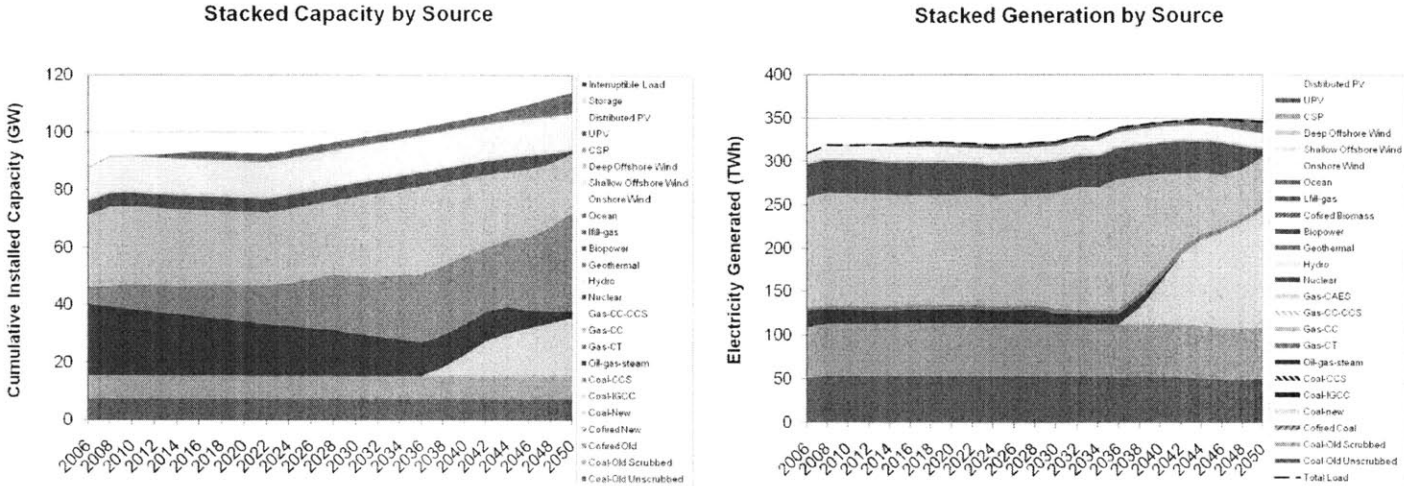 Stacked Capacity by Source
Cumulative Installed Capacity (GW)
120
100
80
60
40
20
0
2006
2008
2010
2012
2014
2016
2018
2020
2022
2024
2026
2028
2030
2032
2034
2036
2038
2040
2042
2044
2046
2048
2050
Interruptible Load
Storage
Distributed PV
UPV
CSP
Deep Offshore Wind
Shallow Offshore Wind
Onshore Wind
Ocean
lfill-gas
Biopower
Geothermal
Hydro
Nuclear
Gas-CC-CCS
Gas-CC
Gas-CT
Oil-gas-steam
Coal-CCS
Coal-IGCC
Coal-New
Cofired New
Cofired Old
Coal-Old Scrubbed
Coal-Old Unscrubbed
Stacked Generation by Source
Electricity Generated (TWh)
400
350
300
250
200
150
100
50
0
2006
2008
2010
2012
2014
2016
2018
2020
2022
2024
2026
2028
2030
2032
2034
2036
2038
2040
2042
2044
2046
2048
2050
Distributed PV
UPV
CSP
Deep Offshore Wind
Shallow Offshore Wind
Onshore Wind
Ocean
Lfill-gas
Cofired Biomass
Biopower
Geothermal
Hydro
Nuclear
Gas-CAES
Gas-CC-CCS
Gas-CC
Gas-CT
Oil-gas-steam
Coal-CCS
Coal-IGCC
Coal-new
Cofired Coal
Coal-Old Scrubbed
Coal-Old Unscrubbed
Total Load